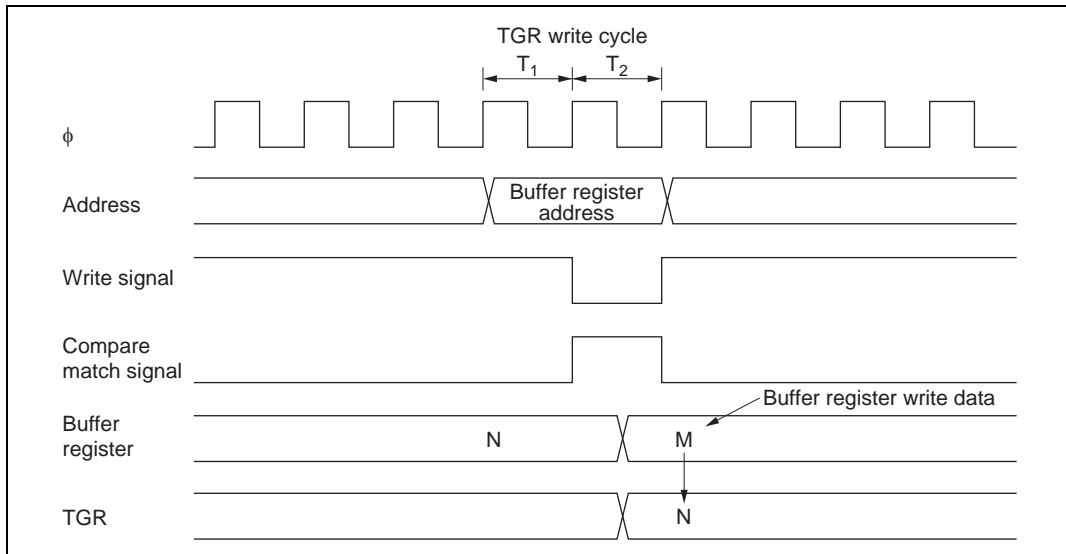 TGR write cycle
T1 T2
ϕ
Address
Buffer register
address
Write signal
Compare
match signal
Buffer register write data
Buffer
register
N M
TGR
N